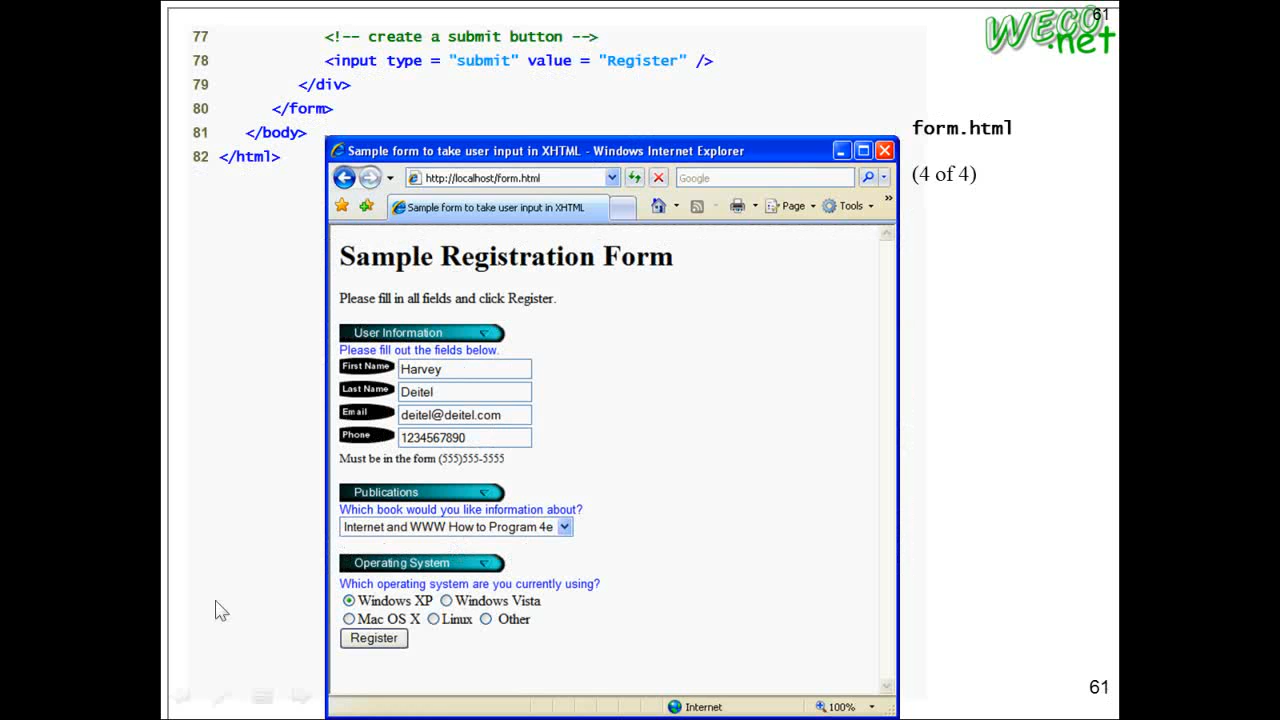 61
WECO
.net
77 <!-- create a submit button -->
78 <input type = "submit" value = "Register" />
79 </div>
80 </form>
81 </body>
82 </html>
form.html
(4 of 4)
Sample form to take user input in XHTML - Windows Internet Explorer
http://localhost/form.html Google
Sample form to take user input in XHTML Page Tools »
Sample Registration Form
Please fill in all fields and click Register.
User Information
Please fill out the fields below.
First Name Harvey
Last Name Deitel
Email deitel@deitel.com
Phone 1234567890
Must be in the form (555)555-5555
Publications
Which book would you like information about?
Internet and WWW How to Program 4e
Operating System
Which operating system are you currently using?
Windows XP Windows Vista
Mac OS X Linux Other
Register
Internet 100%
61